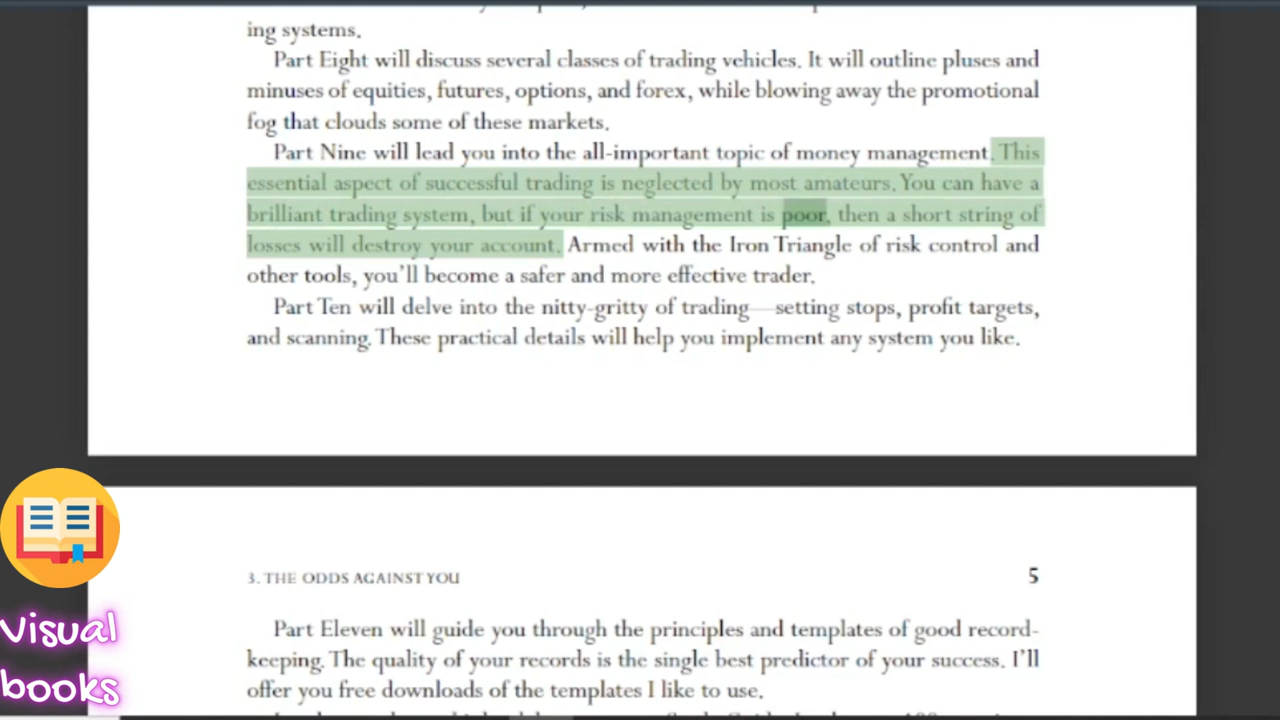 ing systems.
Part Eight will discuss several classes of trading vehicles. It will outline pluses and
minuses of equities, futures, options, and forex, while blowing away the promotional
fog that clouds some of these markets.
Part Nine will lead you into the all-important topic of money management. This
essential aspect of successful trading is neglected by most amateurs. You can have a
brilliant trading system, but if your risk management is poor, then a short string of
losses will destroy your account. Armed with the Iron Triangle of risk control and
other tools, you'll become a safer and more effective trader.
Part Ten will delve into the nitty-gritty of trading—setting stops, profit targets,
and scanning. These practical details will help you implement any system you like.
3. THE ODDS AGAINST YOU 5
Part Eleven will guide you through the principles and templates of good record-
keeping. The quality of your records is the single best predictor of your success. I'll
offer you free downloads of the templates I like to use.
Visual
books